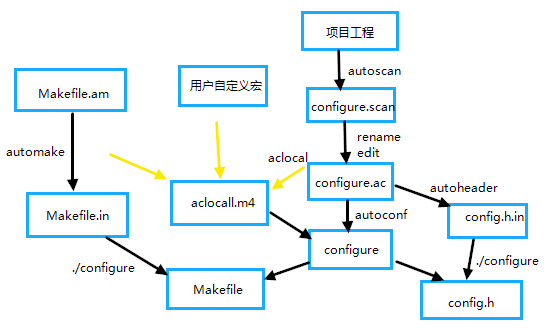 项目工程
autoscan
Makefile.am
用户自定义宏
configure.scan
automake
rename
edit
aclocal
configure.ac
autoheader
Makefile.in
aclocall.m4
autoconf
config.h.in
configure
./configure
./configure
Makefile
config.h